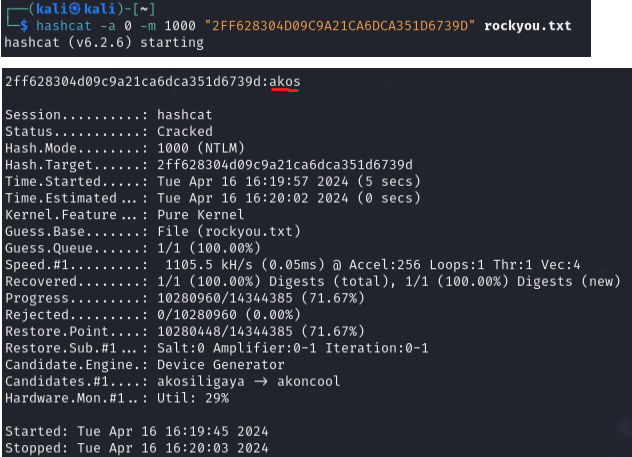 ┌──(kali㉿kali)-[~]
└─$ hashcat -a 0 -m 1000 "2FF628304D09C9A21CA6DCA351D6739D" rockyou.txt
hashcat (v6.2.6) starting
2ff628304d09c9a21ca6dca351d6739d:akos
Session..........: hashcat
Status...........: Cracked
Hash.Mode........: 1000 (NTLM)
Hash.Target......: 2ff628304d09c9a21ca6dca351d6739d
Time.Started.....: Tue Apr 16 16:19:57 2024 (5 secs)
Time.Estimated...: Tue Apr 16 16:20:02 2024 (0 secs)
Kernel.Feature...: Pure Kernel
Guess.Base.......: File (rockyou.txt)
Guess.Queue......: 1/1 (100.00%)
Speed.#1.........:  1105.5 kH/s (0.05ms) @ Accel:256 Loops:1 Thr:1 Vec:4
Recovered........: 1/1 (100.00%) Digests (total), 1/1 (100.00%) Digests (new)
Progress.........: 10280960/14344385 (71.67%)
Rejected.........: 0/10280960 (0.00%)
Restore.Point....: 10280448/14344385 (71.67%)
Restore.Sub.#1...: Salt:0 Amplifier:0-1 Iteration:0-1
Candidate.Engine.: Device Generator
Candidates.#1....: akosiligaya -> akoncool
Hardware.Mon.#1..: Util: 29%
Started: Tue Apr 16 16:19:45 2024
Stopped: Tue Apr 16 16:20:03 2024